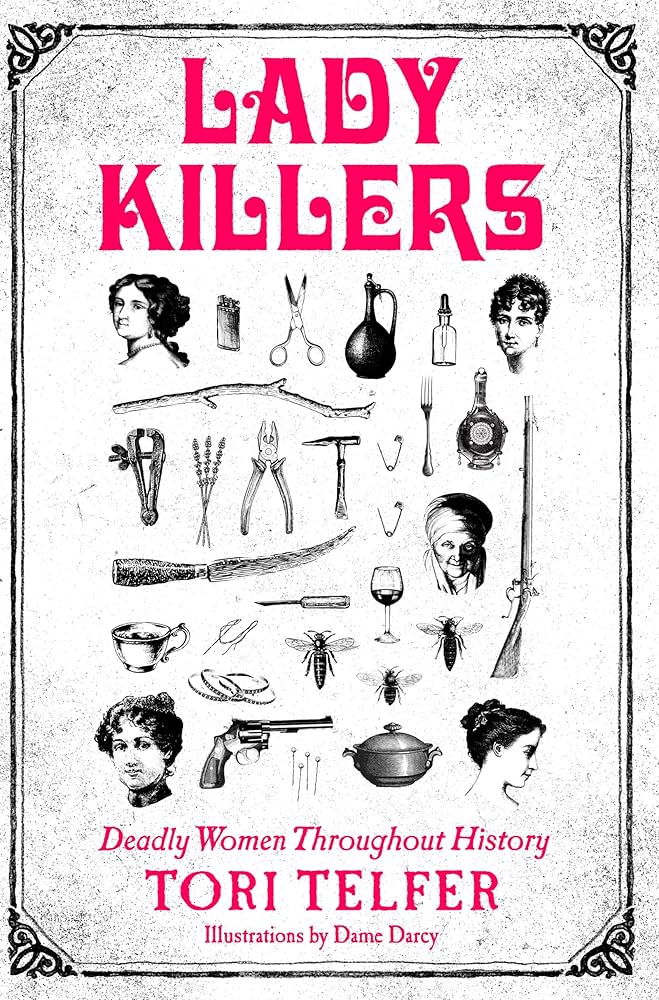 LADY
KILLERS
Deadly Women Throughout History
TORI TELFER
Illustrations by Dame Darcy